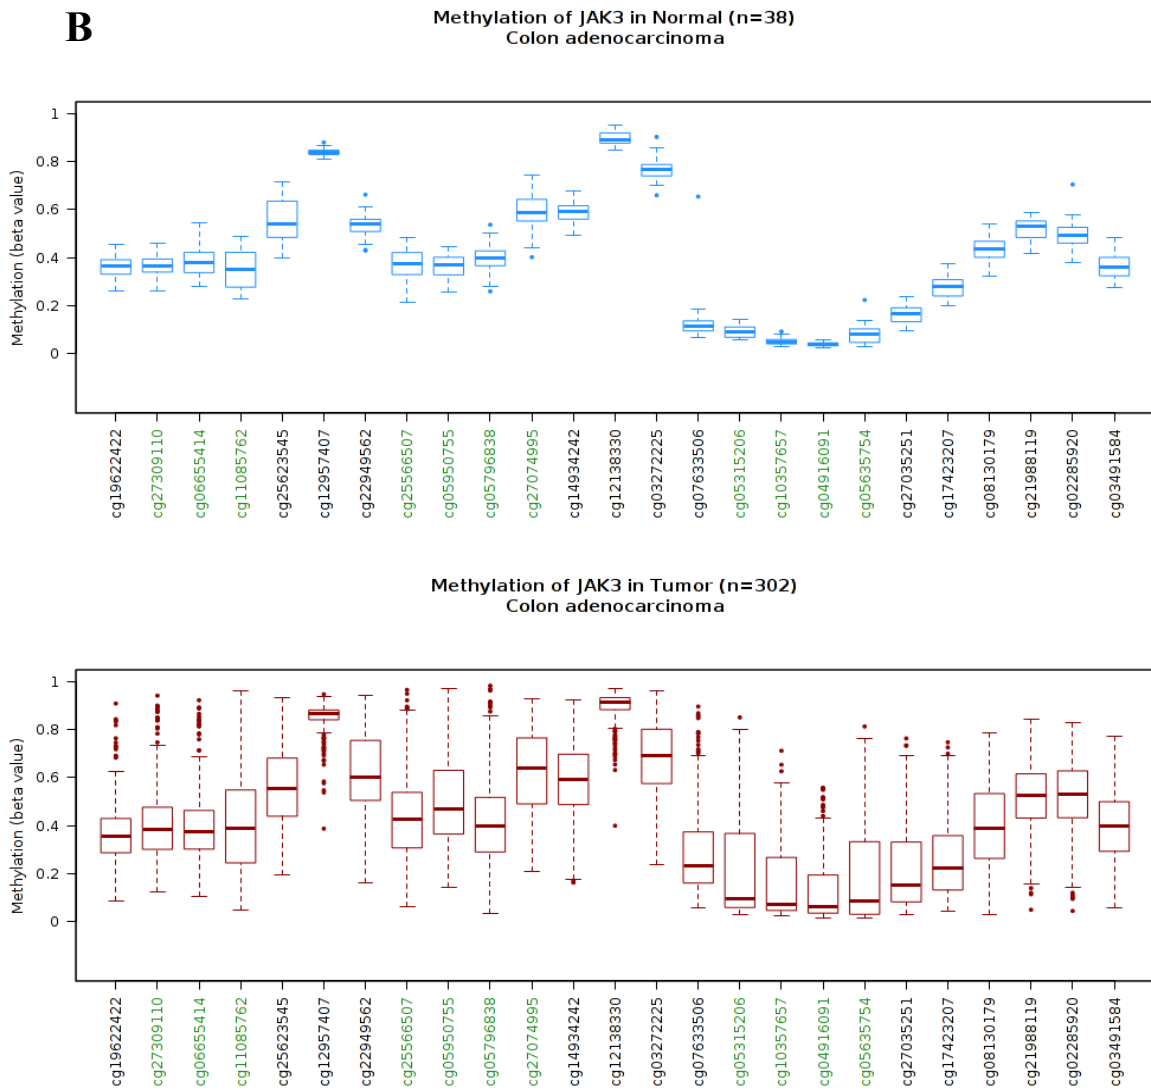 B
Methylation of JAK3 in Normal (n=38)
Colon adenocarcinoma
Methylation (beta value)
1
0.8
0.6
0.4
0.2
0
cg19622422
cg27309110
cg06655414
cg11085762
cg25623545
cg12957407
cg22949562
cg25566507
cg05950755
cg05796838
cg27074995
cg14934242
cg12138330
cg03272225
cg07633506
cg05315206
cg10357657
cg04916091
cg05635754
cg27035251
cg17423207
cg08130179
cg21988119
cg02285920
cg03491584
Methylation of JAK3 in Tumor (n=302)
Colon adenocarcinoma
Methylation (beta value)
1
0.8
0.6
0.4
0.2
0
cg19622422
cg27309110
cg06655414
cg11085762
cg25623545
cg12957407
cg22949562
cg25566507
cg05950755
cg05796838
cg27074995
cg14934242
cg12138330
cg03272225
cg07633506
cg05315206
cg10357657
cg04916091
cg05635754
cg27035251
cg17423207
cg08130179
cg21988119
cg02285920
cg03491584